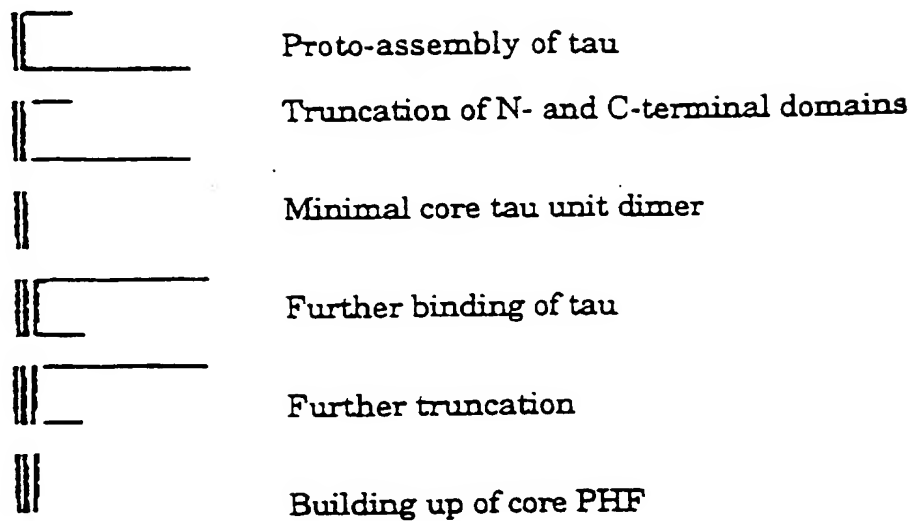 Proto-assembly of tau
Truncation of N- and C-terminal domains
Minimal core tau unit dimer
Further binding of tau
Further truncation
Building up of core PHF